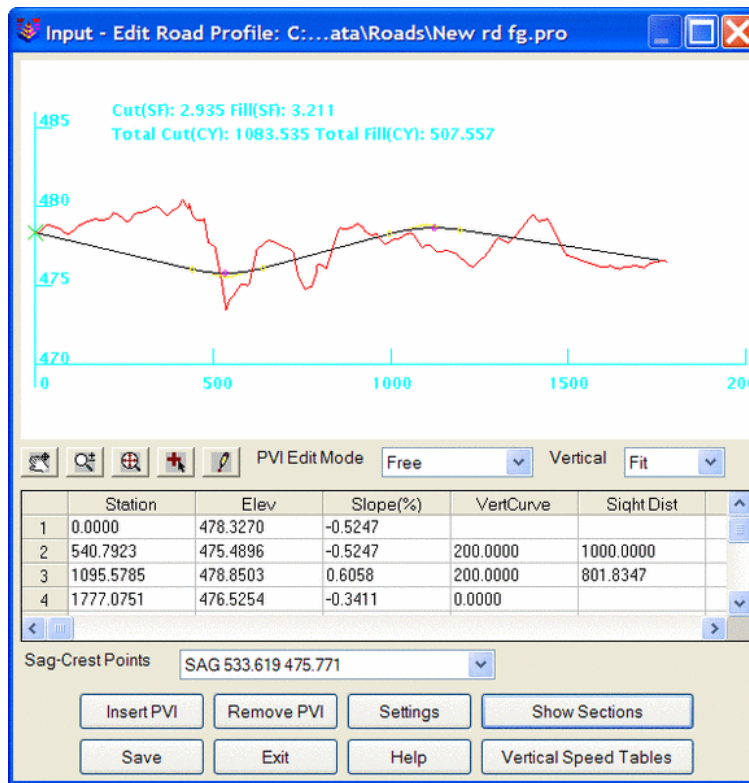 Input - Edit Road Profile: C:...ata\Roads\New rd fg.pro
Cut(SF): 2.935 Fill(SF): 3.211
Total Cut(CY): 1083.535 Total Fill(CY): 507.557
485
480
475
470
0 500 1000 1500 200
PVI Edit Mode Free Vertical Fit
Station Elev Slope(%) VertCurve Sight Dist
1 0.0000 478.3270 -0.5247
2 540.7923 475.4896 -0.5247 200.0000 1000.0000
3 1095.5785 478.8503 0.6058 200.0000 801.8347
4 1777.0751 476.5254 -0.3411 0.0000
Sag-Crest Points SAG 533.619 475.771
Insert PVI Remove PVI Settings Show Sections
Save Exit Help Vertical Speed Tables